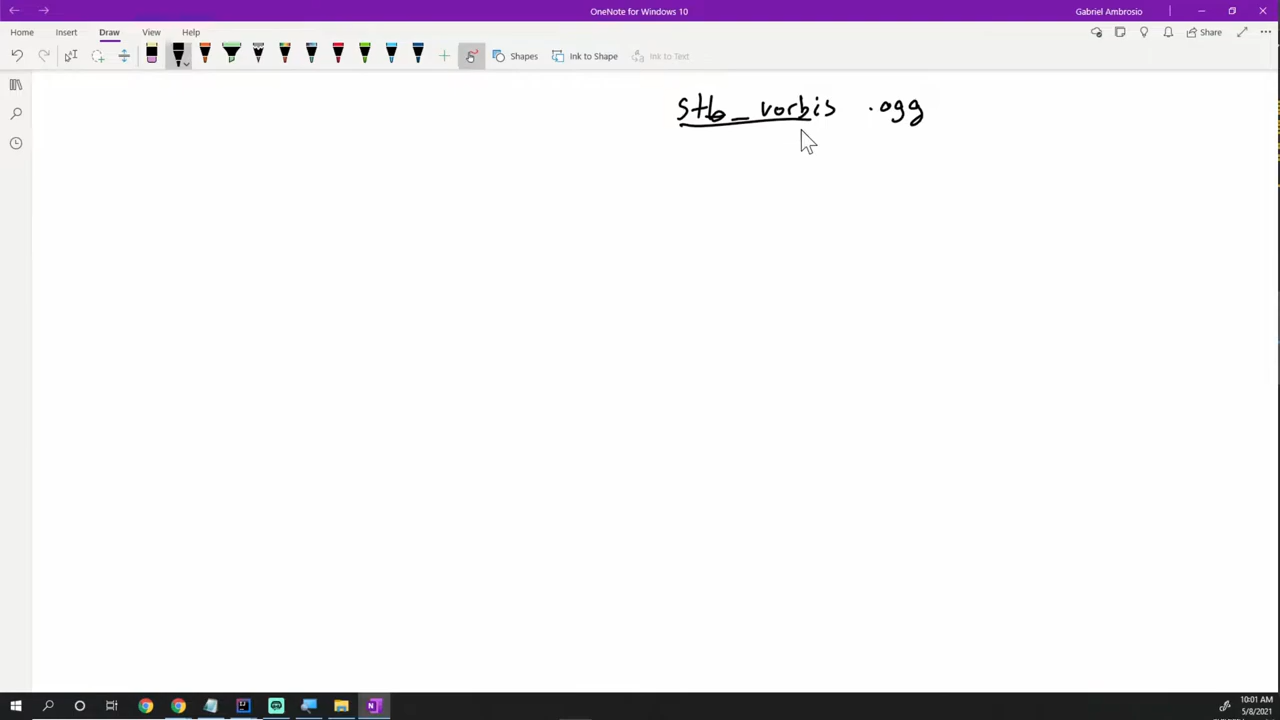 OneNote for Windows 10
Gabriel Ambrosio
Home Insert Draw View Help
Share
Shapes Ink to Shape Ink to Text
stb_vorbis .ogg
10:01 AM
5/8/2021